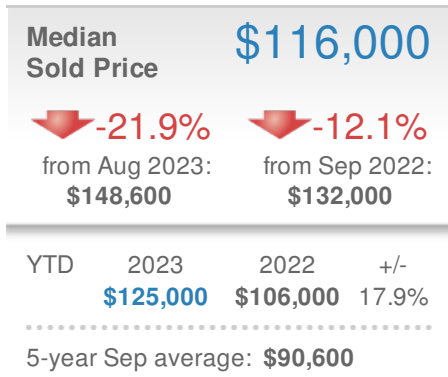 Median $116,000
Sold Price
-21.9% -12.1%
from Aug 2023: from Sep 2022:
$148,600 $132,000
YTD 2023 2022 +/-
$125,000 $106,000 17.9%
5-year Sep average: $90,600